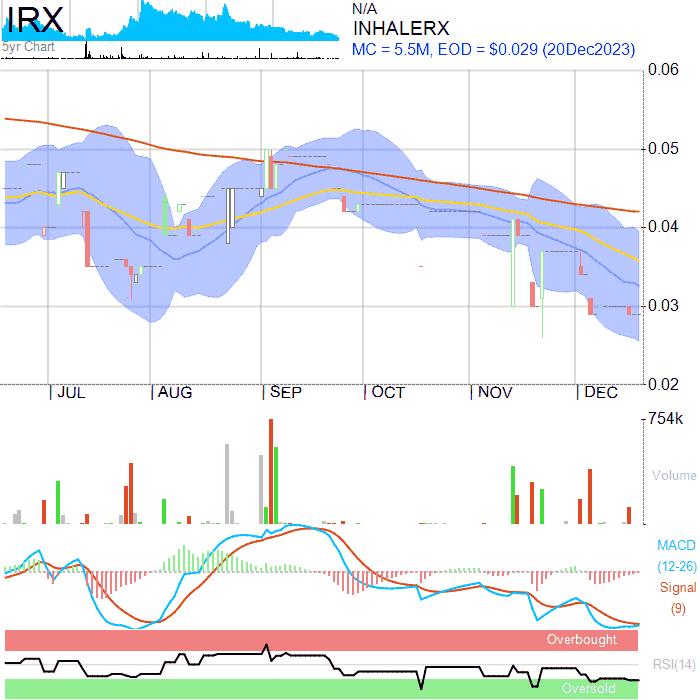 IRX
5yr Chart
N/A
INHALERX
MC = 5.5M, EOD = $0.029 (20Dec2023)
0.06
0.05
0.04
0.03
0.02
JUL AUG SEP OCT NOV DEC
754k
Volume
MACD
(12-26)
Signal
(9)
Overbought
RSI(14)
Oversold